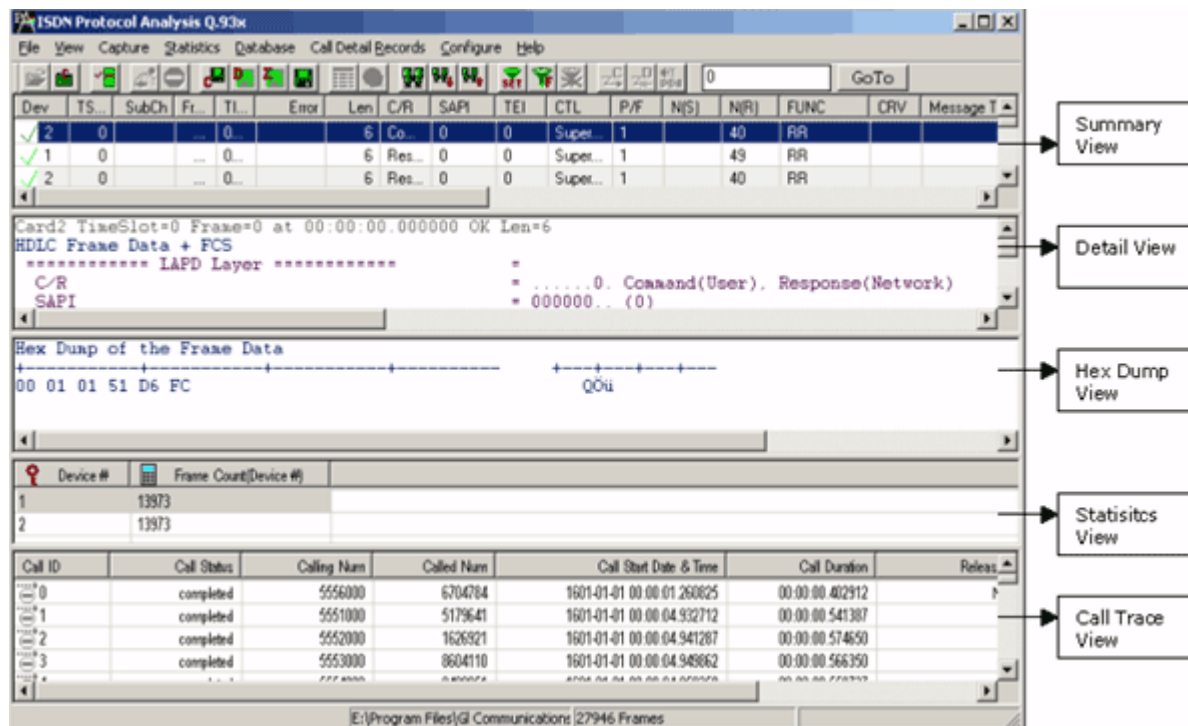 ISDN Protocol Analysis Q.93x
File View Capture Statistics Database Call Detail Records Configure Help
0 GoTo
Dev TS... SubCh Fr... TI... Error Len C/R SAPI TEI CTL P/F N(S) N(R) FUNC CRV Message T
2 0 ... 0... 6 Co... 0 0 Super... 1 40 RR
1 0 ... 0... 6 Res... 0 0 Super... 1 49 RR
2 0 ... 0... 6 Res... 0 0 Super... 1 40 RR
Summary View
Card2 TimeSlot=0 Frame=0 at 00:00:00.000000 OK Len=6
HDLC Frame Data + FCS
============ LAPD Layer ============ =
C/R = ......0. Command(User), Response(Network)
SAPI = 000000.. (0)
Detail View
Hex Dump of the Frame Data
+------------+------------+------------+----------- +---+---+---+---
00 01 01 51 D6 FC QÖü
Hex Dump View
Device # Frame Count(Device #)
1 13973
2 13973
Statisitcs View
Call ID Call Status Calling Num Called Num Call Start Date & Time Call Duration Releas
0 completed 5556000 6704784 1601-01-01 00:00:01.260825 00:00:00.402912 N
1 completed 5551000 5179641 1601-01-01 00:00:04.932712 00:00:00.541387
2 completed 5552000 1626921 1601-01-01 00:00:04.941287 00:00:00.574650
3 completed 5553000 8604110 1601-01-01 00:00:04.949862 00:00:00.566350
Call Trace View
E:\Program Files\Gl Communications 27946 Frames